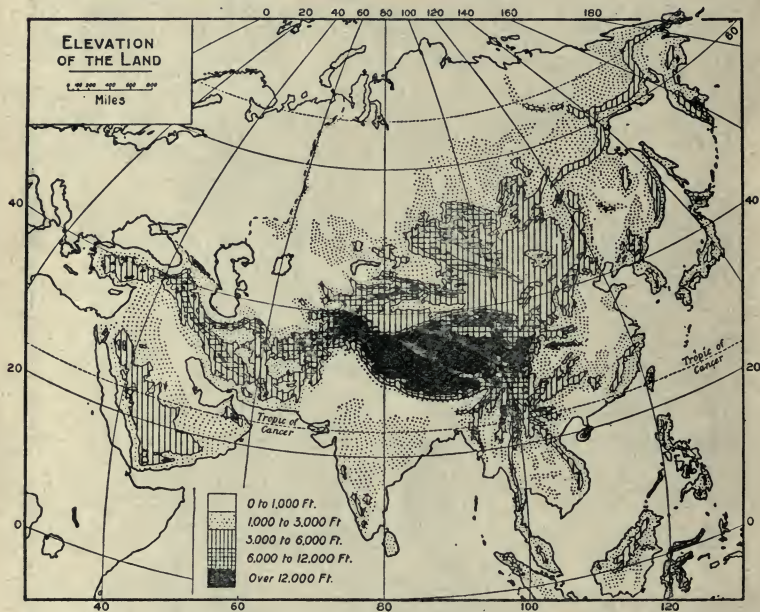 0 20 40 60 80 100 120 140 160 180
60
ELEVATION
OF THE LAND
Miles
40
40
20
20
Tropic of
Cancer
Tropic of
Cancer
0 to 1,000 Ft.
1,000 to 3,000 Ft
3,000 to 6,000 Ft.
6,000 to 12,000 Ft.
Over 12,000 Ft.
0
0
40 60 80 100 120